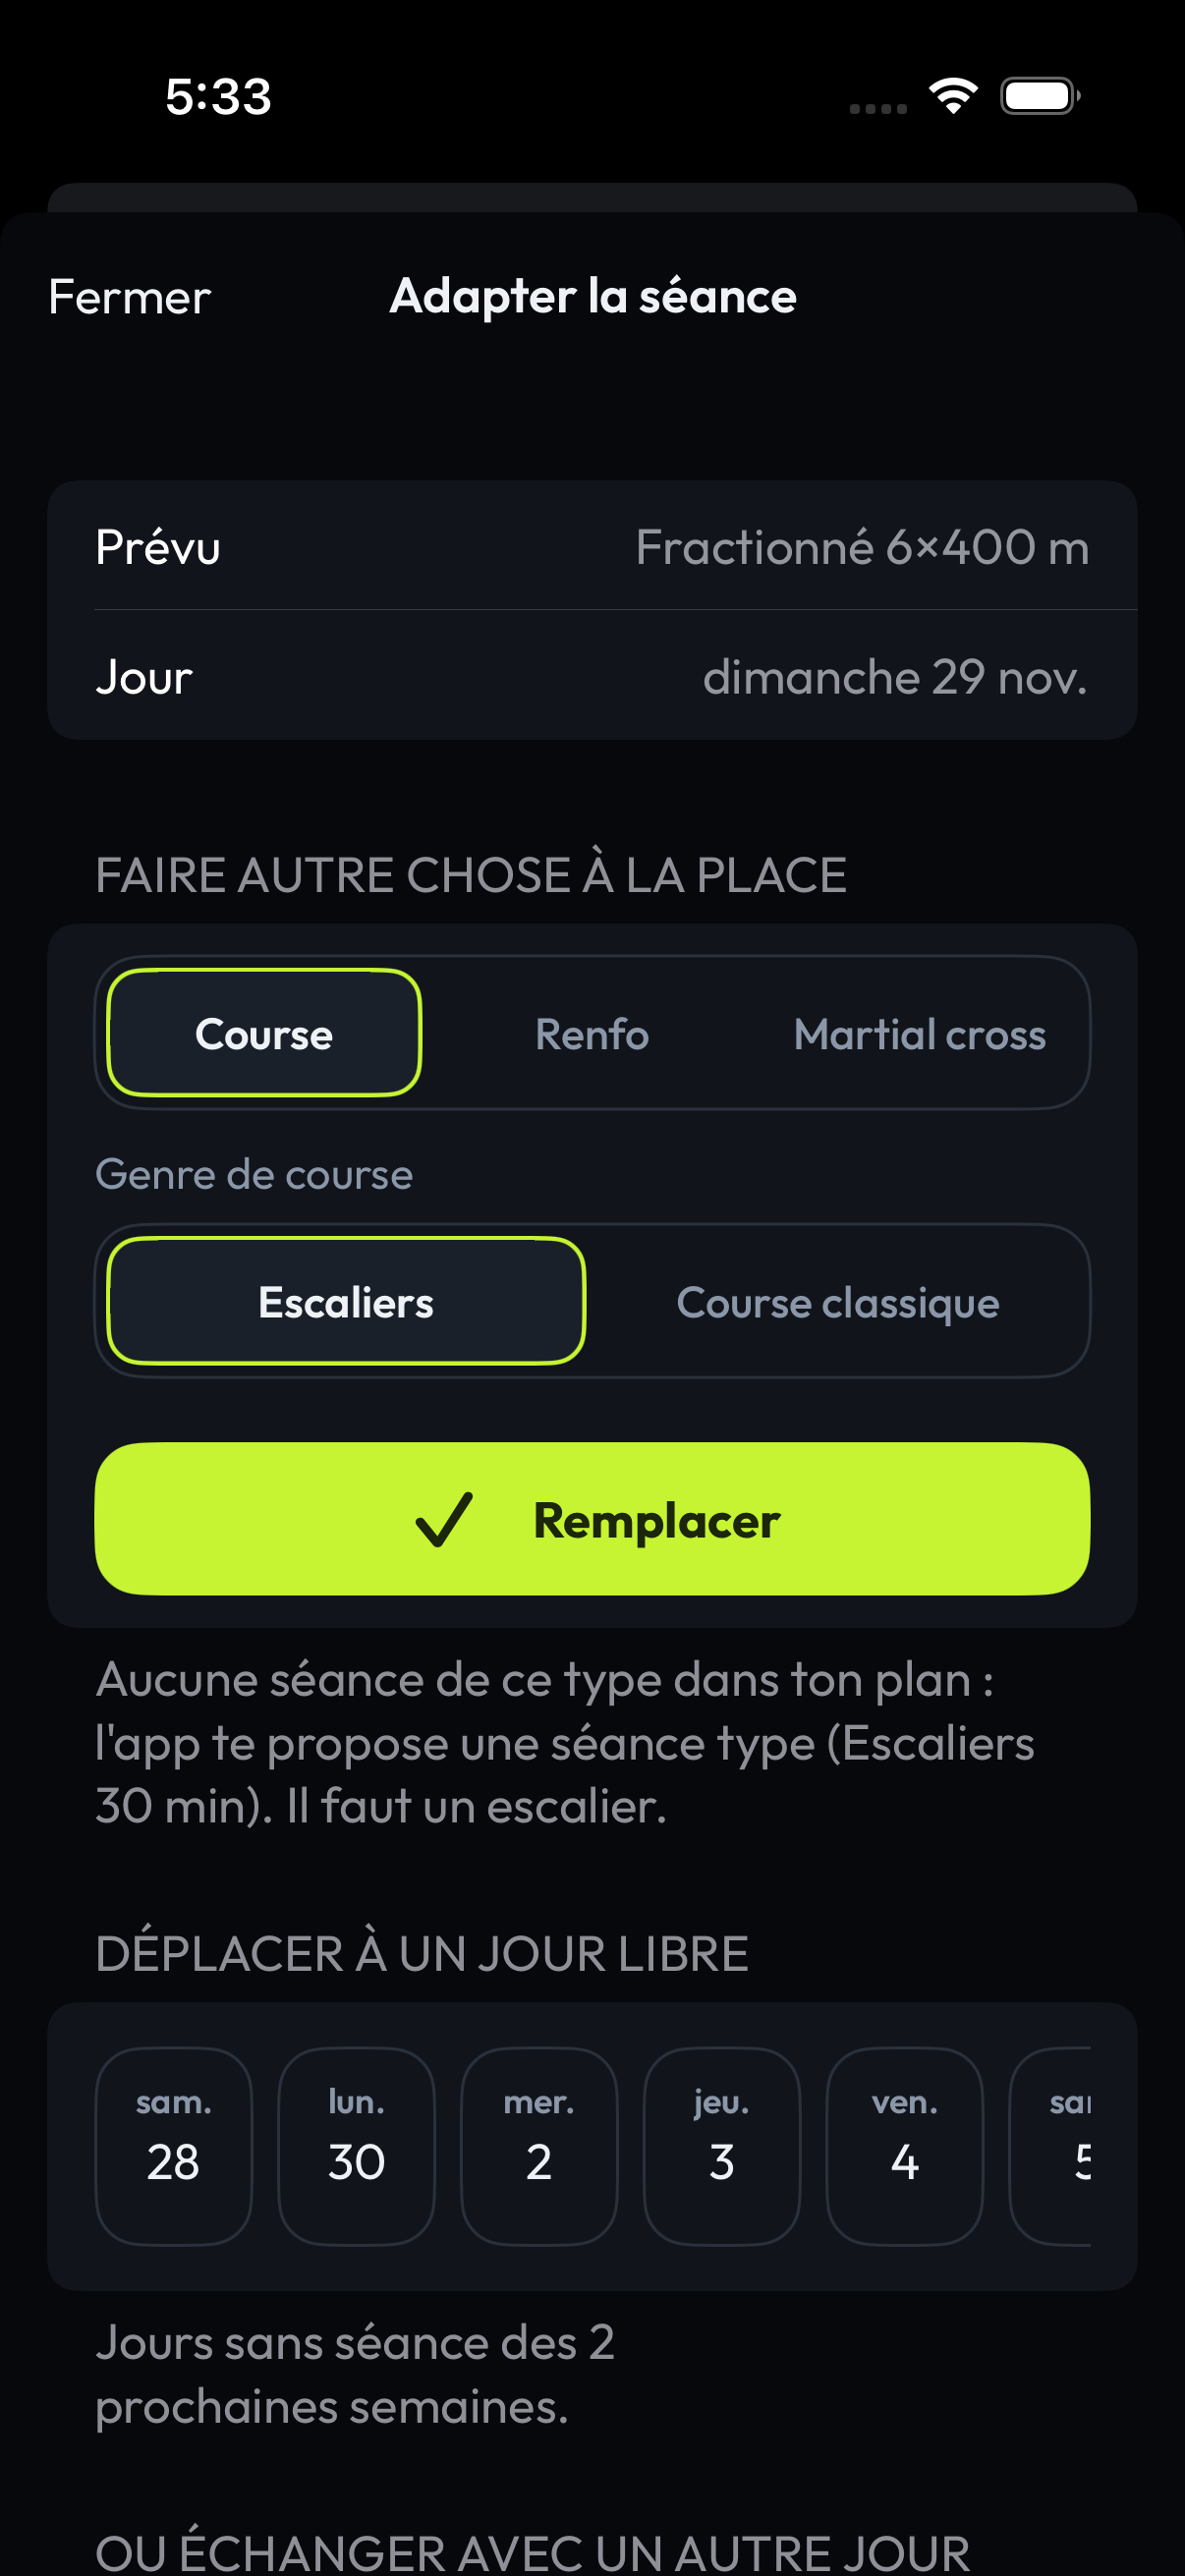 5:33
Fermer
Adapter la séance
Prévu
Fractionné 6×400 m
Jour
dimanche 29 nov.
FAIRE AUTRE CHOSE À LA PLACE
Course
Renfo
Martial cross
Genre de course
Escaliers
Course classique
Remplacer
Aucune séance de ce type dans ton plan :
l'app te propose une séance type (Escaliers
30 min). Il faut un escalier.
DÉPLACER À UN JOUR LIBRE
sam. lun. mer. jeu. ven.
28 30 2 3 4 5
Jours sans séance des 2
prochaines semaines.
OU ÉCHANGER AVEC UN AUTRE JOUR